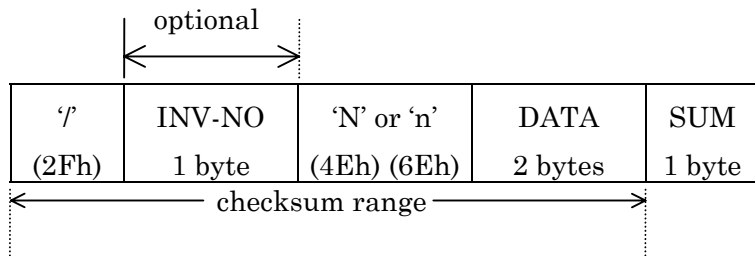 optional
‘/’ INV-NO ‘N’ or ‘n’ DATA SUM
(2Fh) 1 byte (4Eh) (6Eh) 2 bytes 1 byte
checksum range